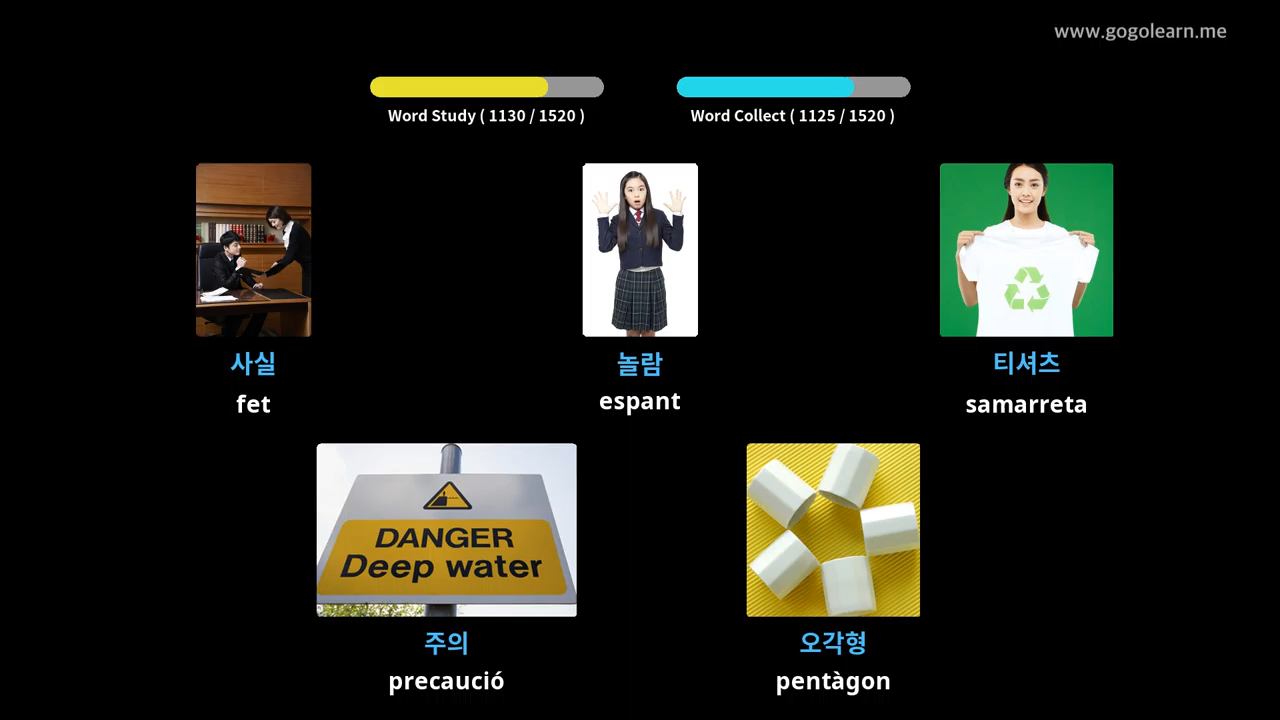 www.gogolearn.me
Word Study ( 1130 / 1520 )
Word Collect ( 1125 / 1520 )
사실
fet
놀람
espant
티셔츠
samarreta
DANGER
Deep water
주의
precaució
오각형
pentàgon